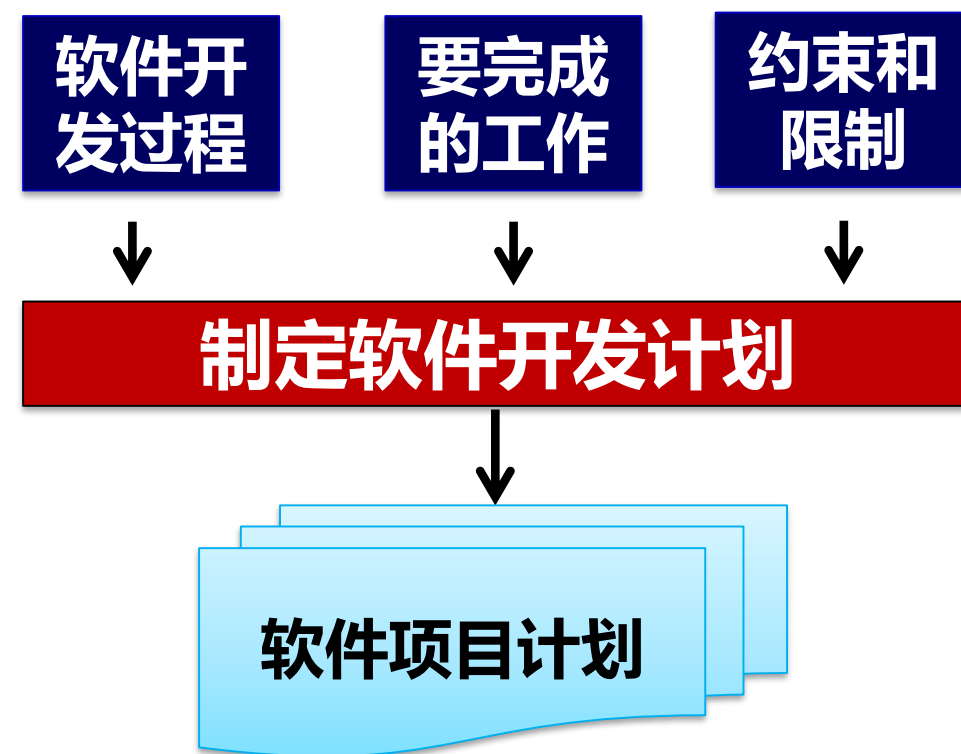 软件开
发过程
要完成
的工作
约束和
限制
制定软件开发计划
软件项目计划